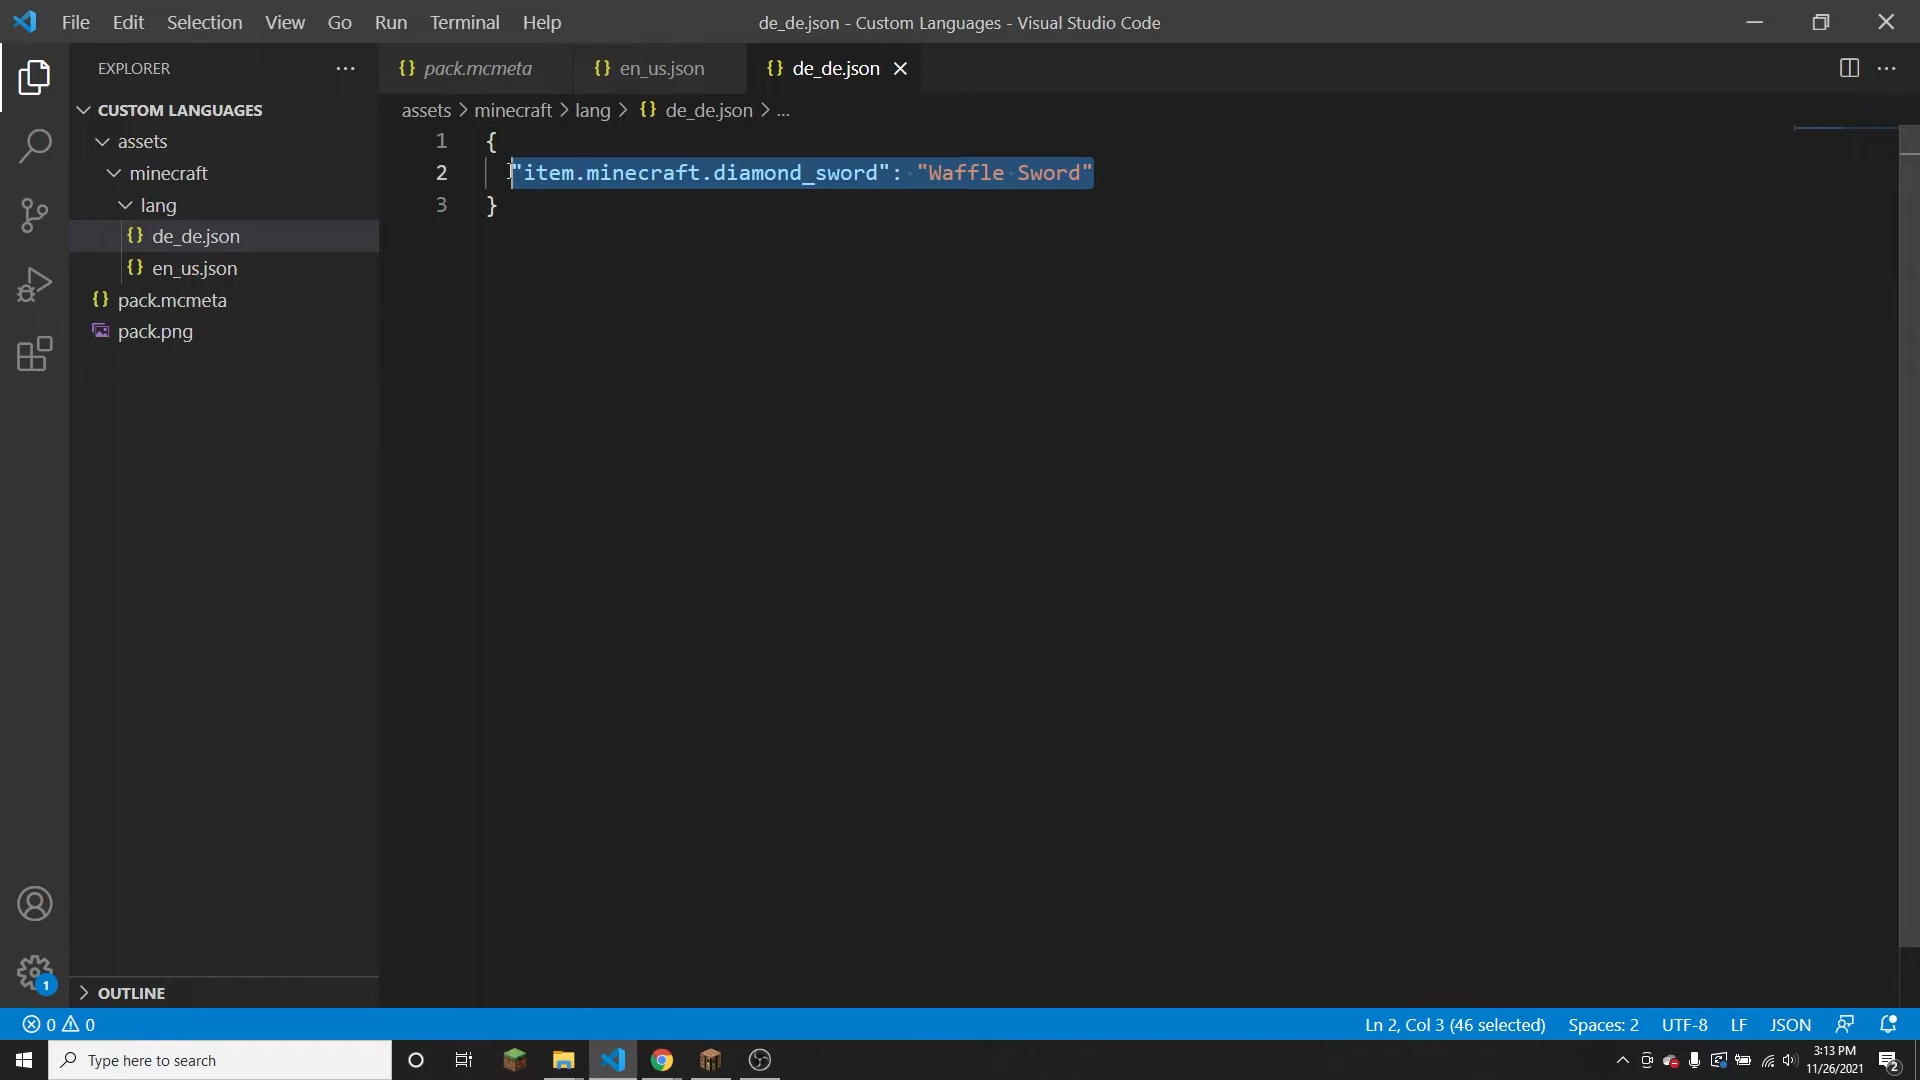 File Edit Selection View Go Run Terminal Help
de_de.json - Custom Languages - Visual Studio Code
EXPLORER
CUSTOM LANGUAGES
assets
minecraft
lang
de_de.json
en_us.json
pack.mcmeta
pack.png
OUTLINE
pack.mcmeta en_us.json de_de.json
assets > minecraft > lang > {} de_de.json > ...
1 {
2 "item.minecraft.diamond_sword": "Waffle Sword"
3 }
1
0 0
Ln 2, Col 3 (46 selected) Spaces: 2 UTF-8 LF JSON
Type here to search
3:13 PM
11/26/2021
2